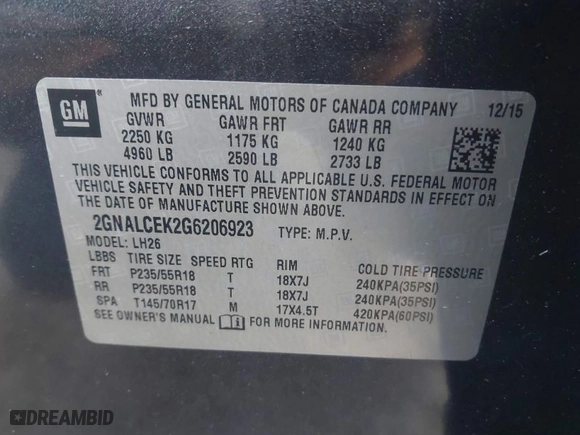 GM
®
MFD BY GENERAL MOTORS OF CANADA COMPANY 12/15
GVWR GAWR FRT GAWR RR
2250 KG 1175 KG 1240 KG
4960 LB 2590 LB 2733 LB
THIS VEHICLE CONFORMS TO ALL APPLICABLE U.S. FEDERAL MOTOR
VEHICLE SAFETY AND THEFT PREVENTION STANDARDS IN EFFECT ON
THE DATE OF MANUFACTURE SHOWN ABOVE.
2GNALCEK2G6206923 TYPE: M.P.V.
MODEL: LH26
LBBS TIRE SIZE SPEED RTG RIM COLD TIRE PRESSURE
FRT P235/55R18 T 18X7J 240KPA(35PSI)
RR P235/55R18 T 18X7J 240KPA(35PSI)
SPA T145/70R17 M 17X4.5T 420KPA(60PSI)
SEE OWNER'S MANUAL FOR MORE INFORMATION.
DREAMBID